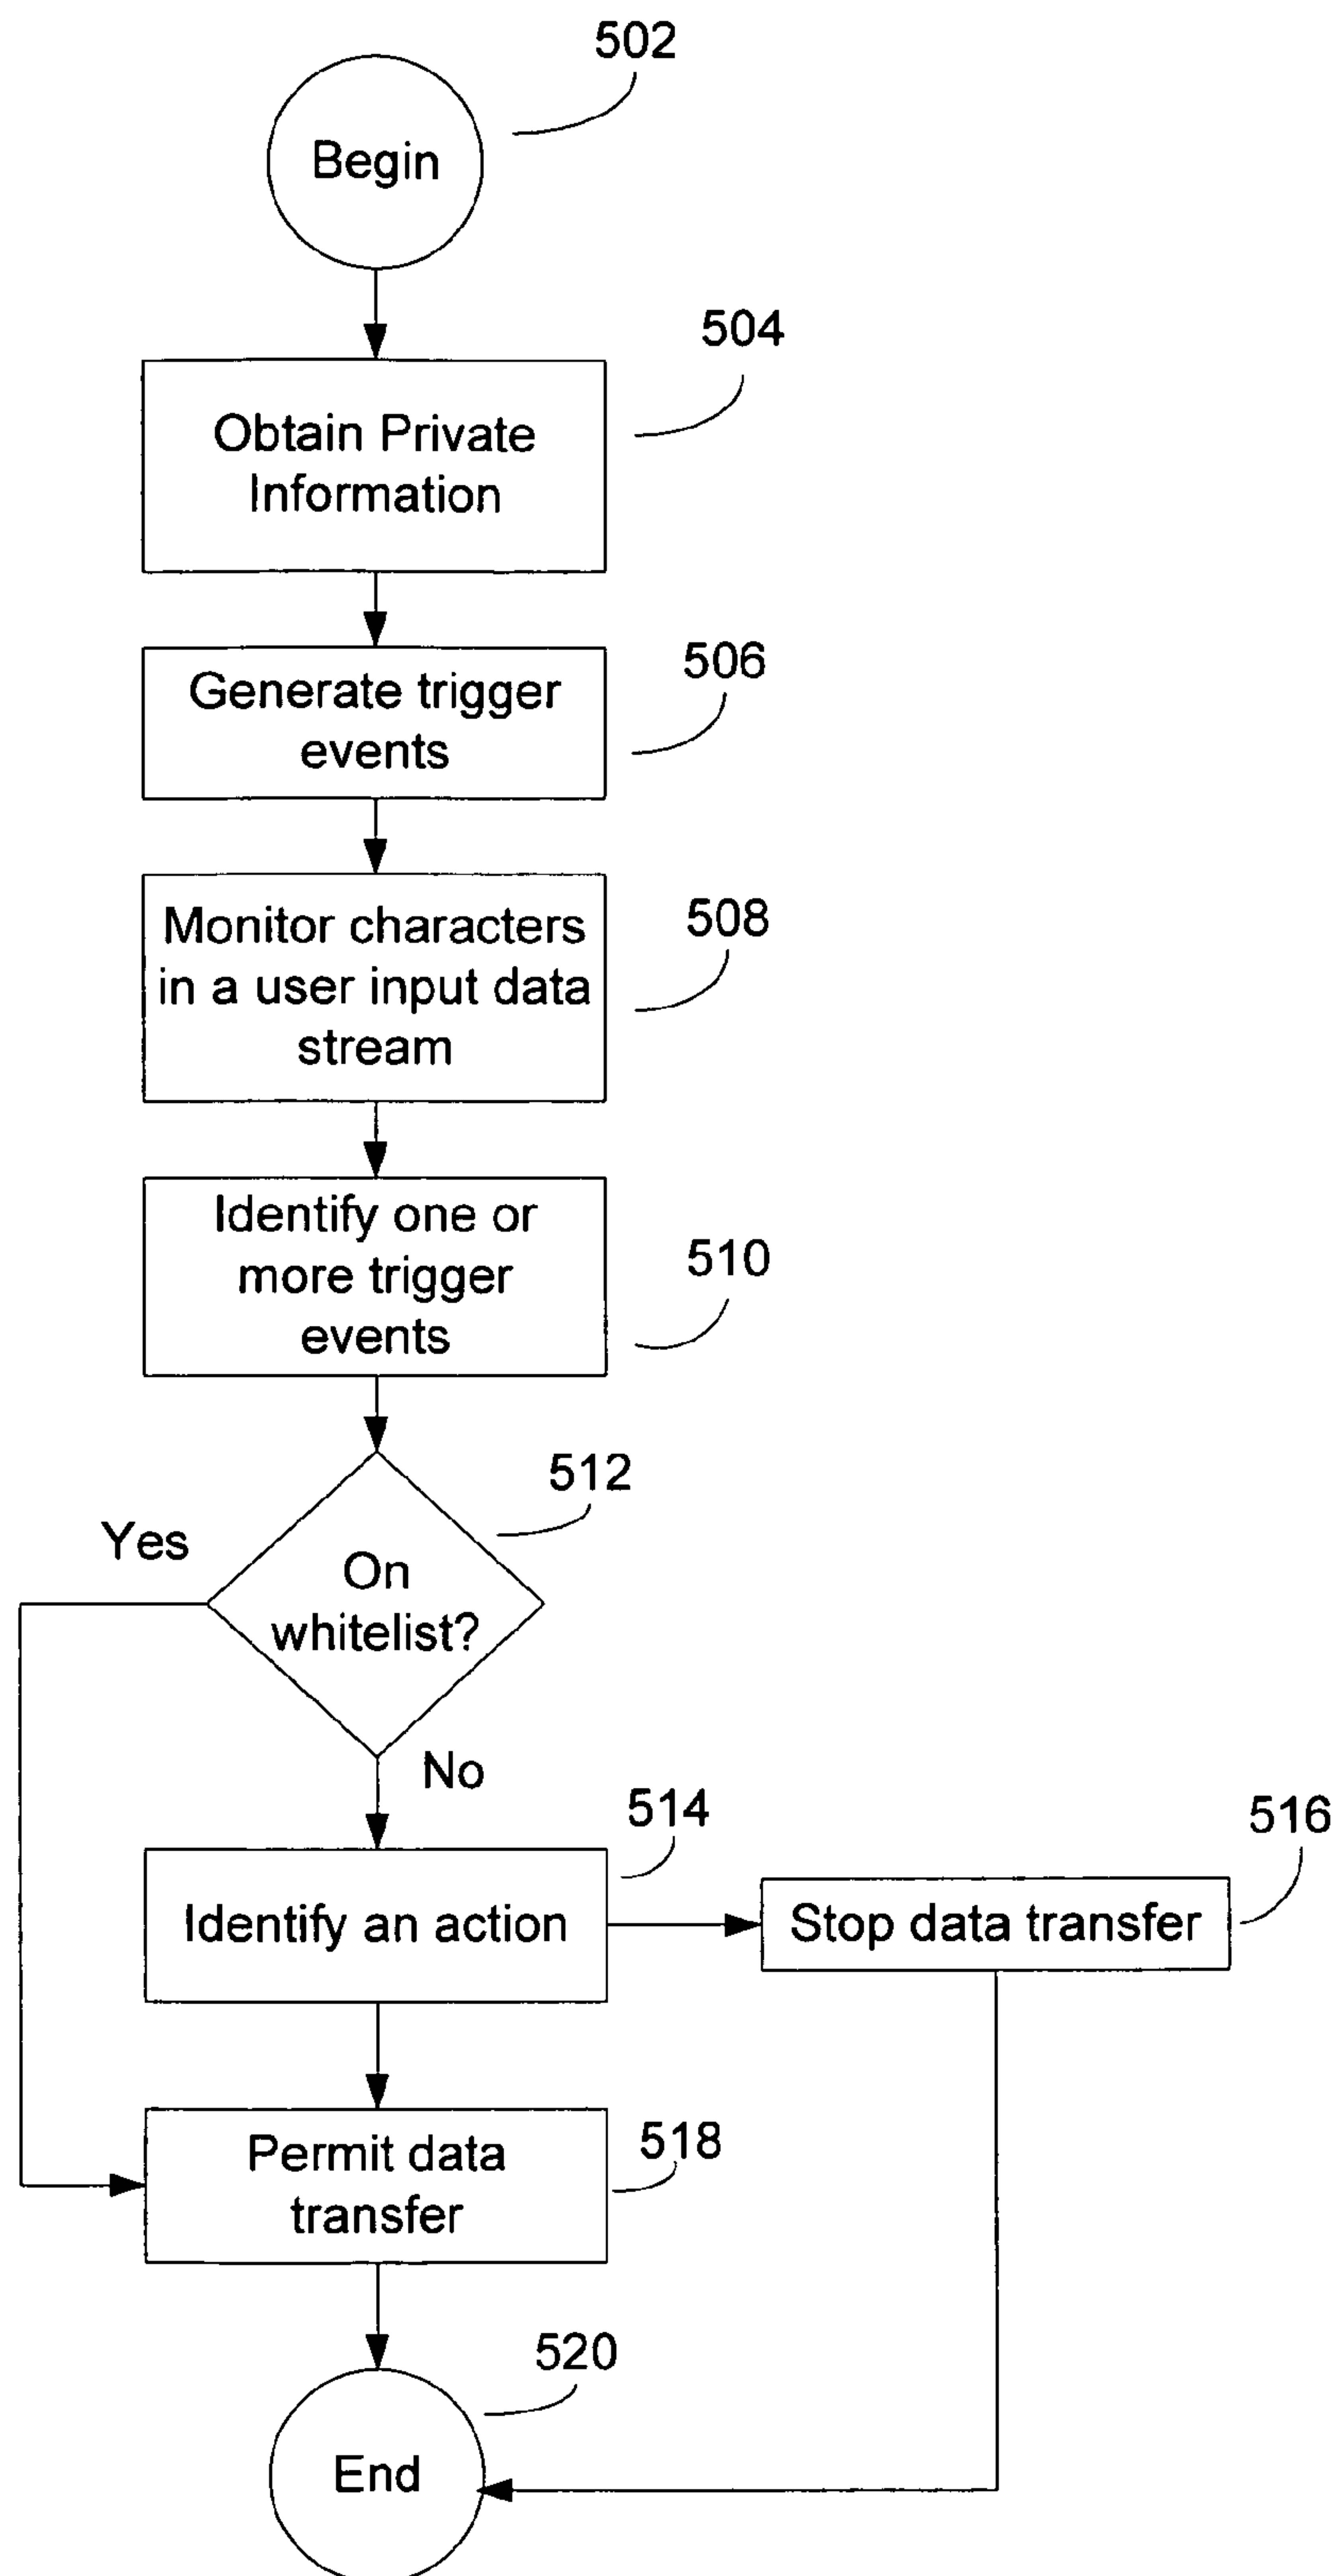 502
Begin
504
Obtain Private
Information
506
Generate trigger
events
508
Monitor characters
in a user input data
stream
510
Identify one or
more trigger
events
512
Yes
On
whitelist?
No
514
516
Identify an action
Stop data transfer
518
Permit data
transfer
520
End